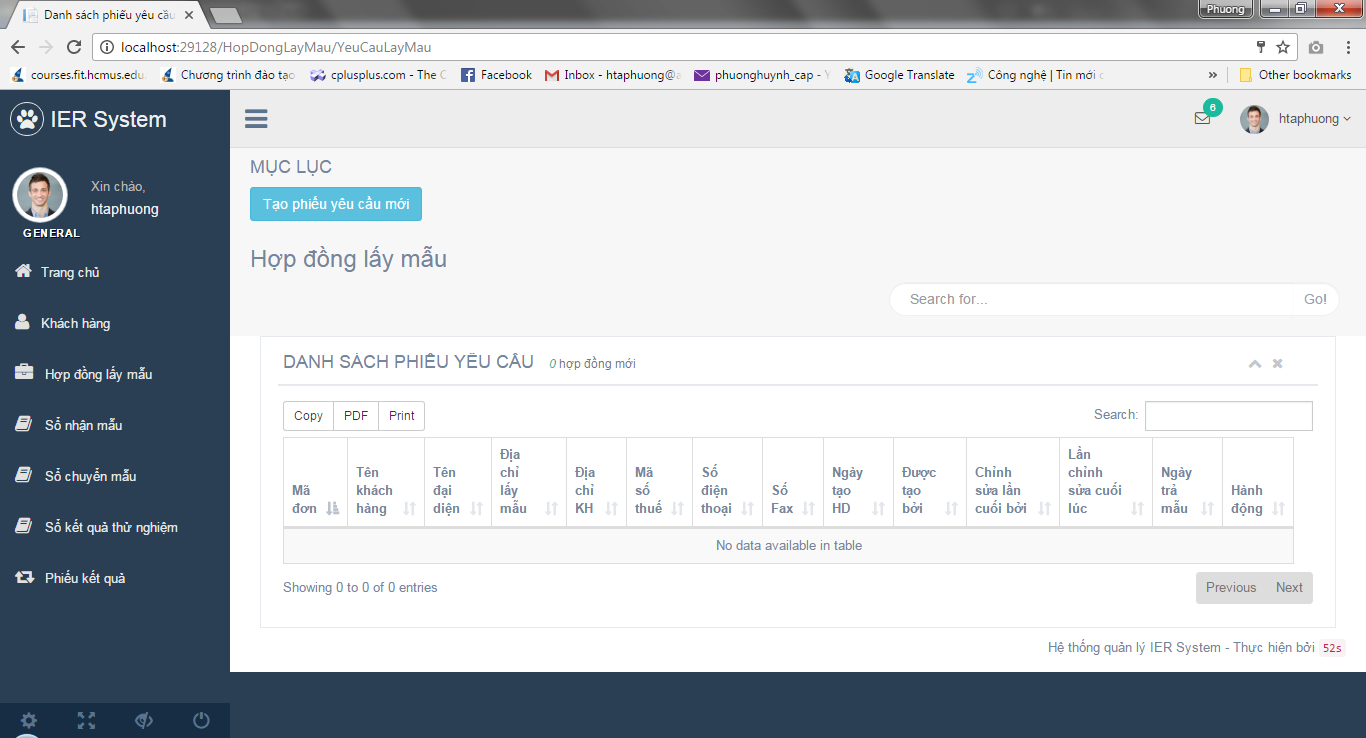 Danh sách phiếu yêu cầu
Phuong
localhost:29128/HopDongLayMau/YeuCauLayMau
courses.fit.hcmus.edu.
Chương trình đào tạo
cplusplus.com - The C
Facebook
Inbox - htaphuong@a
phuonghuynh_cap - Y
Google Translate
Công nghệ | Tin mới c
»
Other bookmarks
IER System
6
htaphuong
Xin chào,
htaphuong
GENERAL
Trang chủ
Khách hàng
Hợp đồng lấy mẫu
Sổ nhận mẫu
Sổ chuyển mẫu
Sổ kết quả thử nghiệm
Phiếu kết quả
MỤC LỤC
Tạo phiếu yêu cầu mới
Hợp đồng lấy mẫu
Search for...
Go!
DANH SÁCH PHIẾU YÊU CẦU 0 hợp đồng mới
Copy PDF Print
Search:
Mã
đơn
Tên
khách
hàng
Tên
đại
diện
Địa
chỉ
lấy
mẫu
Địa
chỉ
KH
Mã
số
thuế
Số
điện
thoại
Số
Fax
Ngày
tạo
HD
Được
tạo
bởi
Chỉnh
sửa lần
cuối bởi
Lần
chỉnh
sửa cuối
lúc
Ngày
trả
mẫu
Hành
động
No data available in table
Showing 0 to 0 of 0 entries
Previous Next
Hệ thống quản lý IER System - Thực hiện bởi 52s